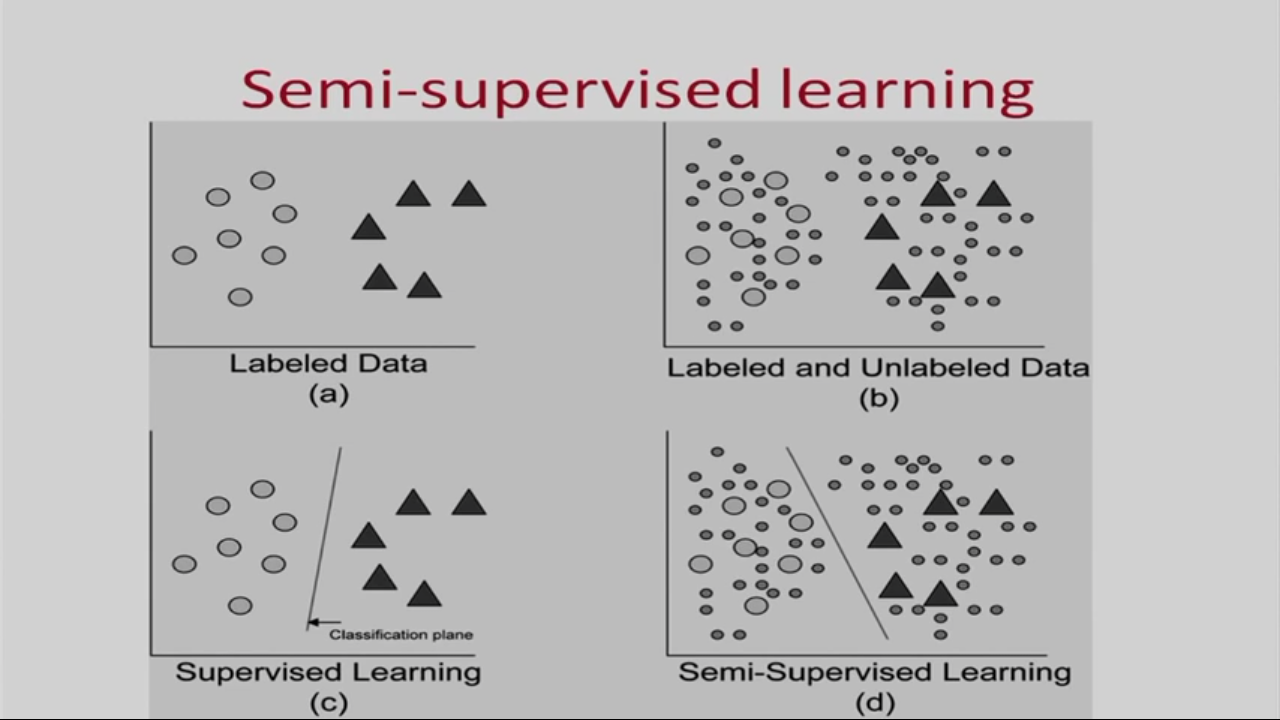 Semi-supervised learning
Labeled Data
(a)
Labeled and Unlabeled Data
(b)
Classification plane
Supervised Learning
(c)
Semi-Supervised Learning
(d)